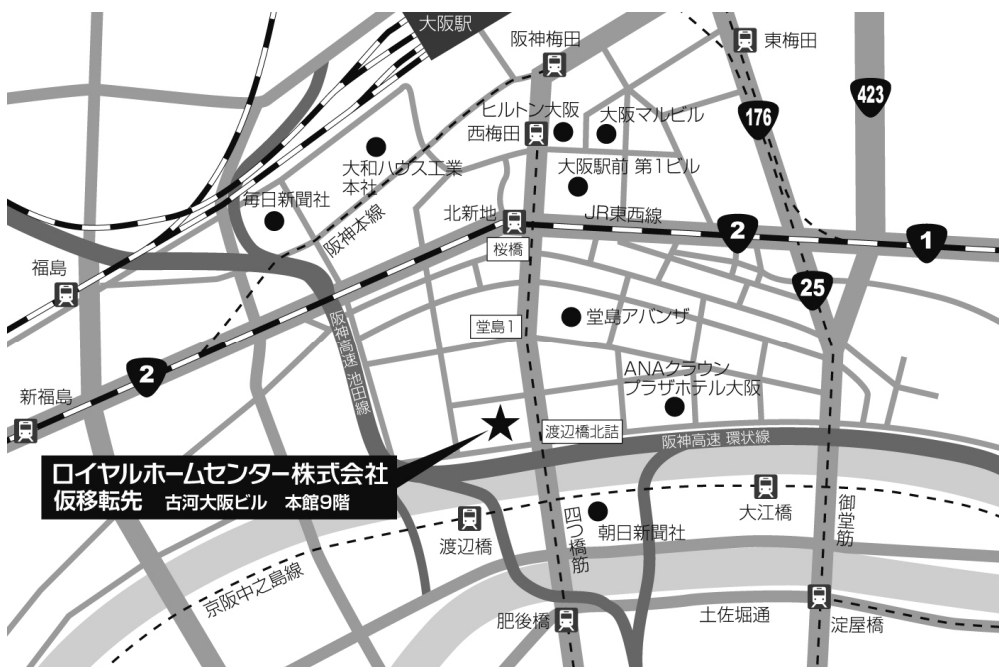 大阪駅
阪神梅田
東梅田
423
176
ヒルトン大阪
大阪マルビル
西梅田
大和ハウス工業
本社
大阪駅前 第1ビル
毎日新聞社
阪神本線
北新地
JR東西線
2
1
桜橋
福島
25
阪神高速 池田線
堂島1
堂島アバンザ
2
ANAクラウン
プラザホテル大阪
新福島
渡辺橋北詰
阪神高速 環状線
ロイヤルホームセンター株式会社
仮移転先 古河大阪ビル 本館9階
大江橋
御堂筋
四つ橋筋
朝日新聞社
渡辺橋
京阪中之島線
肥後橋
土佐堀通
淀屋橋